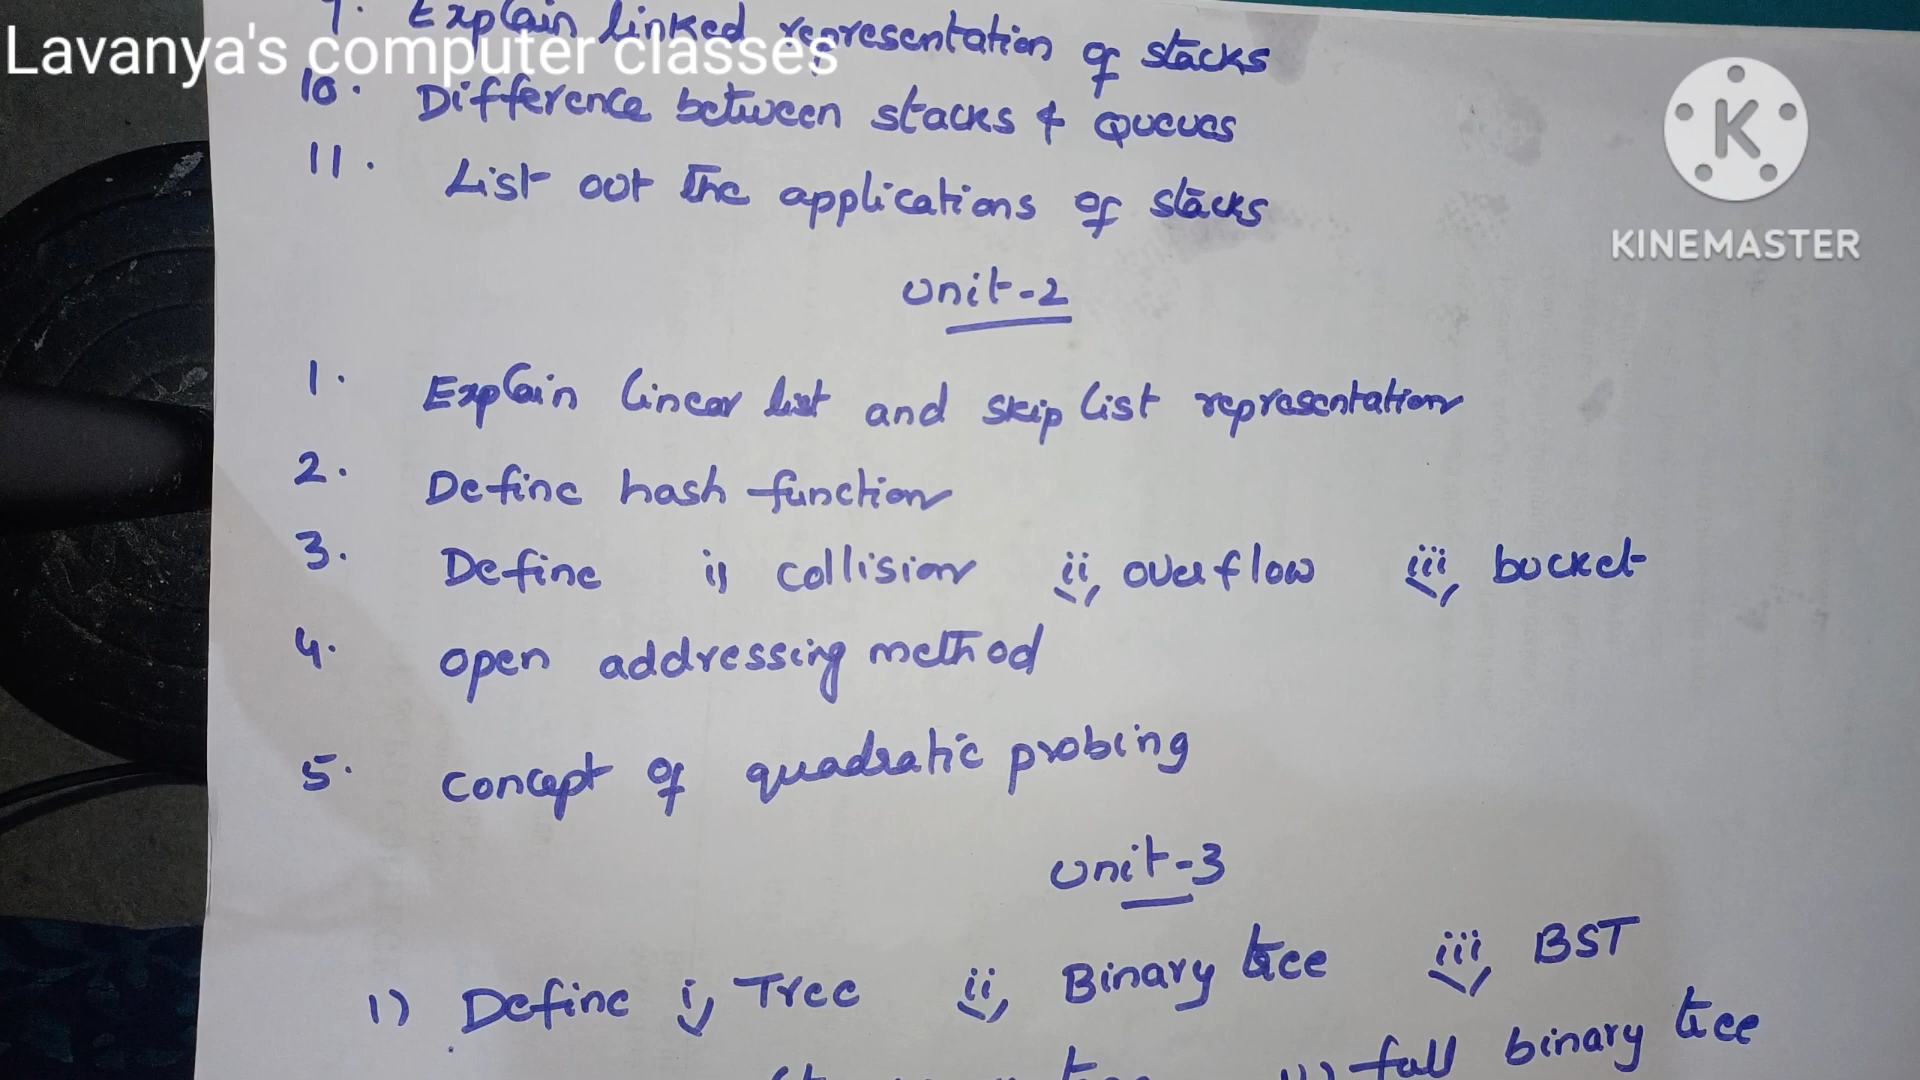 Lavanya's computer classes
9. Explain linked representation of stacks
10. Difference between stacks & Queues
11. List out the applications of stacks
KINEMASTER
Unit-2
1. Explain linear list and skip list representation
2. Define hash function
3. Define i) collision ii) overflow iii) bucket
4. open addressing method
5. concept of quadratic probing
Unit-3
1) Define i) Tree ii) Binary tree iii) BST
full binary tree